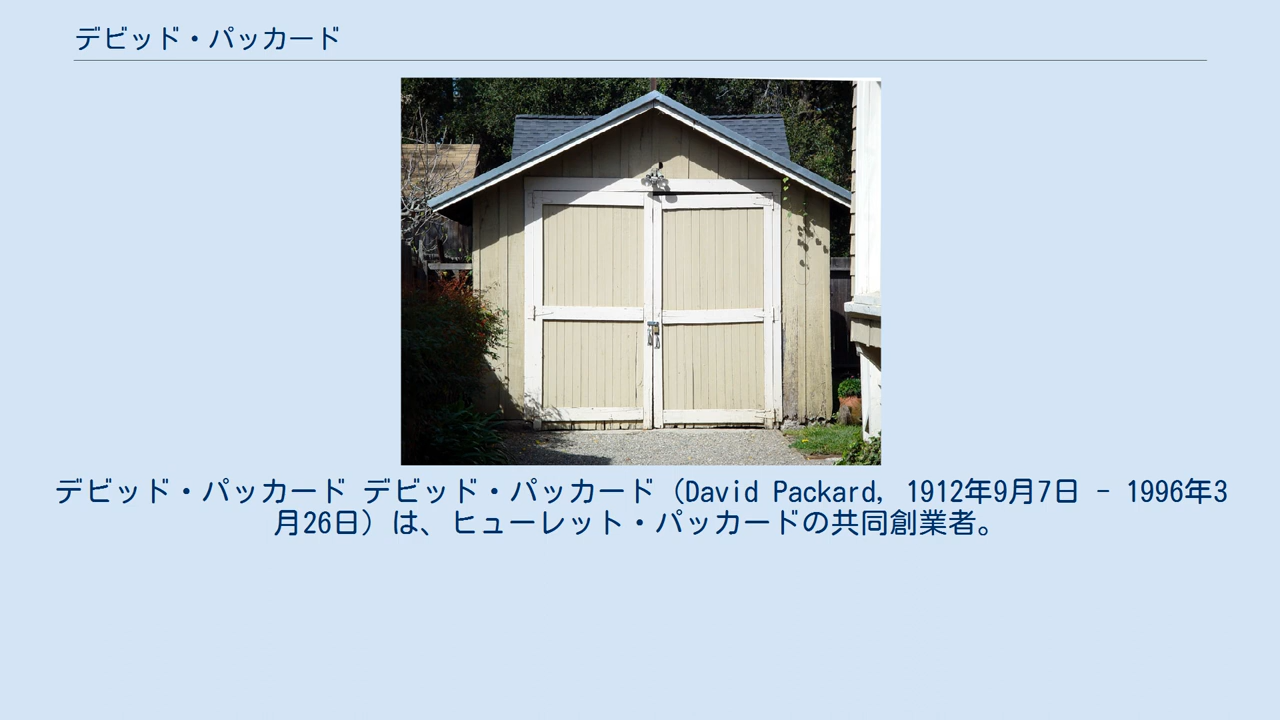 デビッド・パッカード
デビッド・パッカード デビッド・パッカード（David Packard, 1912年9月7日 - 1996年3
月26日）は、ヒューレット・パッカードの共同創業者。